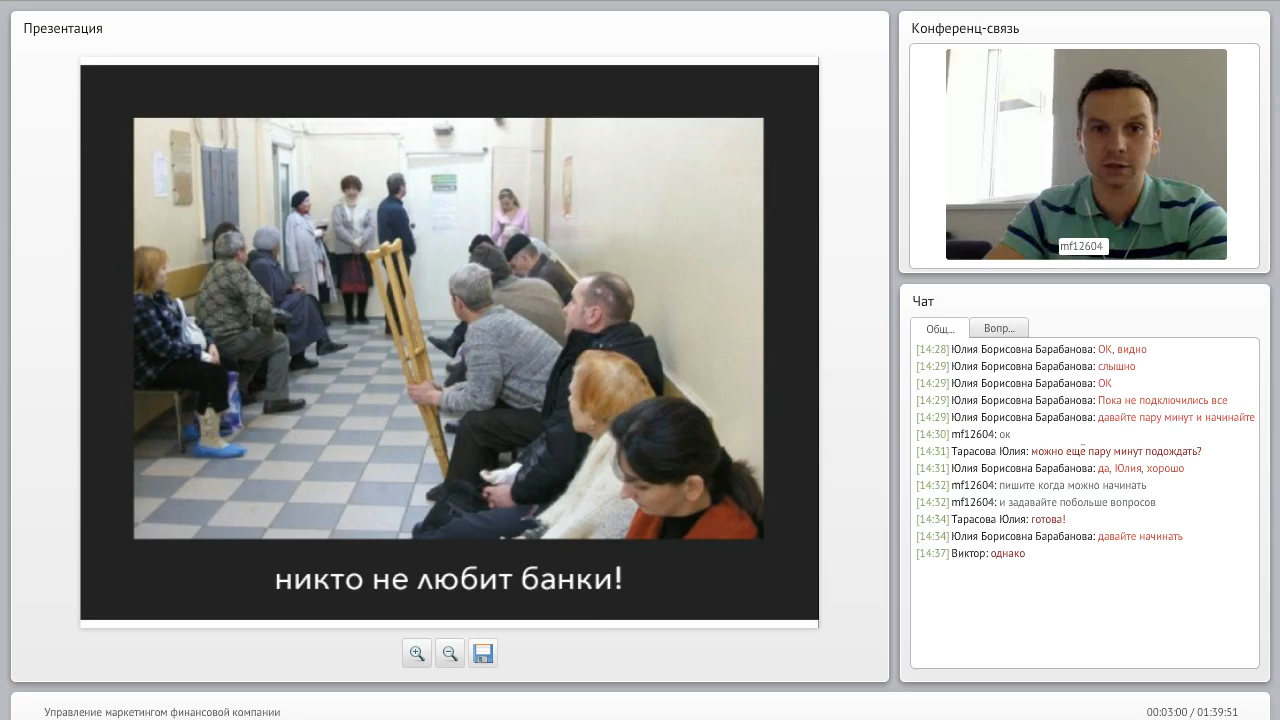 Презентация
никто не любит банки!
Конференц-связь
mf12604
Чат
Общ...
Вопр...
[14:28] Юлия Борисовна Барабанова: ОК, видно
[14:29] Юлия Борисовна Барабанова: слышно
[14:29] Юлия Борисовна Барабанова: ОК
[14:29] Юлия Борисовна Барабанова: Пока не подключились все
[14:29] Юлия Борисовна Барабанова: давайте пару минут и начинайте
[14:30] mf12604: ок
[14:31] Тарасова Юлия: можно ещё пару минут подождать?
[14:31] Юлия Борисовна Барабанова: да, Юлия, хорошо
[14:32] mf12604: пишите когда можно начинать
[14:32] mf12604: и задавайте побольше вопросов
[14:34] Тарасова Юлия: готова!
[14:34] Юлия Борисовна Барабанова: давайте начинать
[14:37] Виктор: однако
Управление маркетингом финансовой компании
00:03:00 / 01:39:51